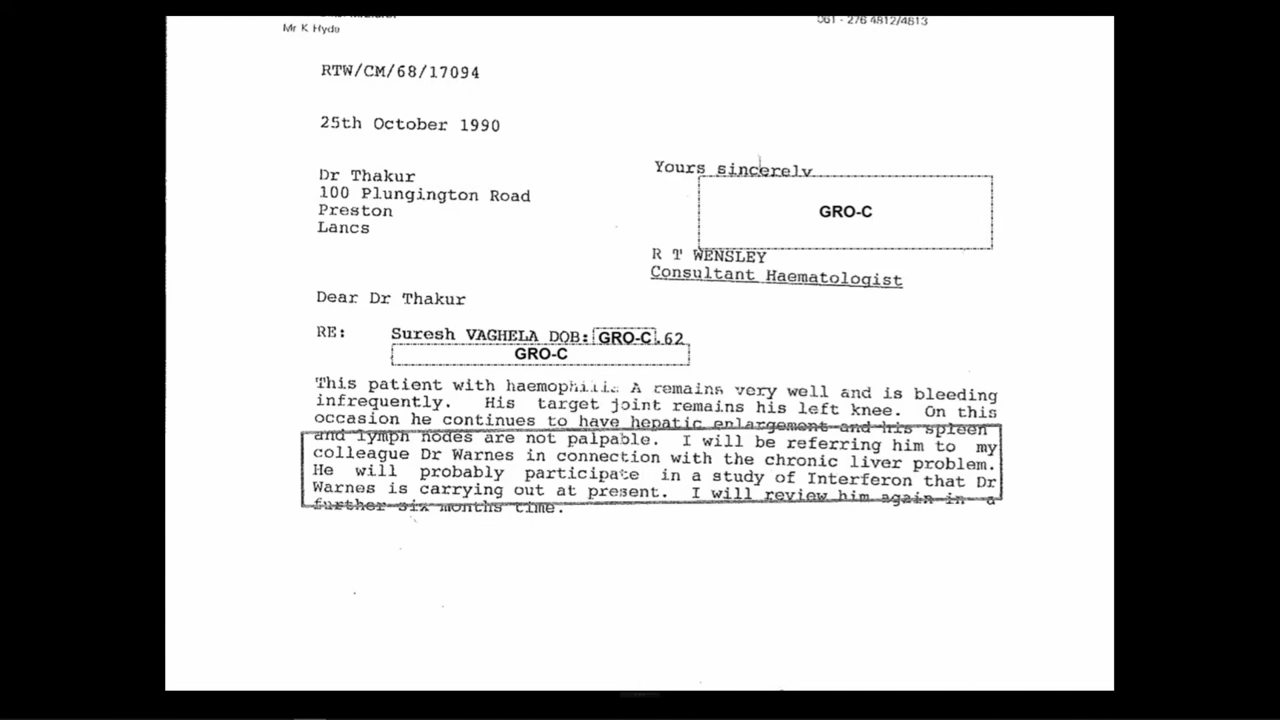 Mr K Hyde
061 - 276 4812/4813
RTW/CM/68/17094
25th October 1990
Dr Thakur
100 Plungington Road
Preston
Lancs
Yours sincerely
GRO-C
R T WENSLEY
Consultant Haematologist
Dear Dr Thakur
RE: Suresh VAGHELA DOB: GRO-C .62
GRO-C
This patient with haemophilia A remains very well and is bleeding
infrequently. His target joint remains his left knee. On this
occasion he continues to have hepatic enlargement and his spleen
and lymph nodes are not palpable. I will be referring him to my
colleague Dr Warnes in connection with the chronic liver problem.
He will probably participate in a study of Interferon that Dr
Warnes is carrying out at present. I will review him again in a
further six months time.